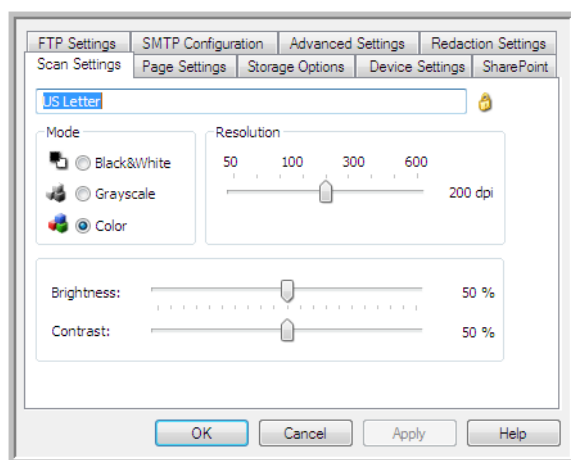 FTP Settings SMTP Configuration Advanced Settings Redaction Settings
Scan Settings Page Settings Storage Options Device Settings SharePoint
US Letter
Mode Resolution
Black&White 50 100 300 600
Grayscale 200 dpi
Color
Brightness: 50 %
Contrast: 50 %
OK Cancel Apply Help